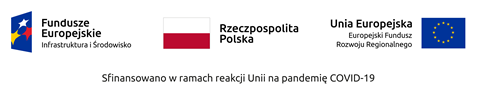 Fundusze
Europejskie
Infrastruktura i Środowisko
Rzeczpospolita
Polska
Unia Europejska
Europejski Fundusz
Rozwoju Regionalnego
Sfinansowano w ramach reakcji Unii na pandemię COVID-19